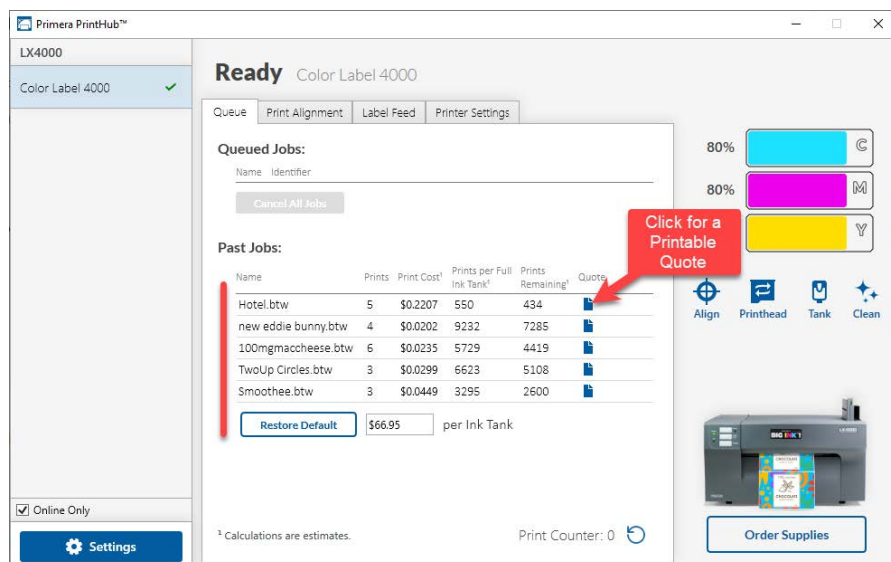 Primera PrintHub™
LX4000
Color Label 4000
Ready Color Label 4000
Queue Print Alignment Label Feed Printer Settings
Queued Jobs:
Name Identifier
Cancel All Jobs
Past Jobs:
Name Prints Print Cost¹ Prints per Full Ink Tank¹ Prints Remaining¹ Quote
Hotel.btw 5 $0.2207 550 434
new eddie bunny.btw 4 $0.0202 9232 7285
100mgmaccheese.btw 6 $0.0235 5729 4419
TwoUp Circles.btw 3 $0.0299 6623 5108
Smoothee.btw 3 $0.0449 3295 2600
Restore Default $66.95 per Ink Tank
¹ Calculations are estimates.
Print Counter: 0
Online Only
Settings
80% C
80% M
Y
Click for a
Printable
Quote
Align Printhead Tank Clean
BIG INK!
CHOCOLATE
CHOCOLATE
Order Supplies